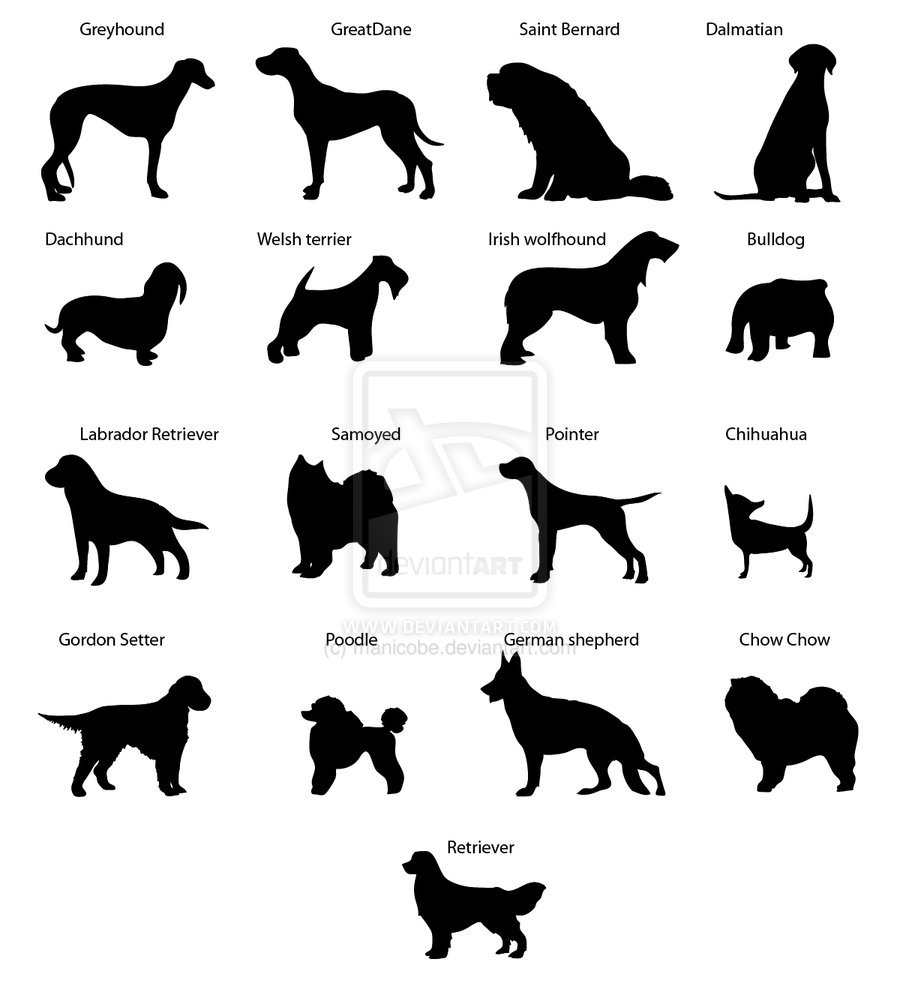 Greyhound
GreatDane
Saint Bernard
Dalmatian
Dachhund
Welsh terrier
Irish wolfhound
Bulldog
Labrador Retriever
Samoyed
Pointer
Chihuahua
deviantART
WWW.DEVIANTART.COM
(c) manicobe.deviantart.com
Gordon Setter
Poodle
German shepherd
Chow Chow
Retriever